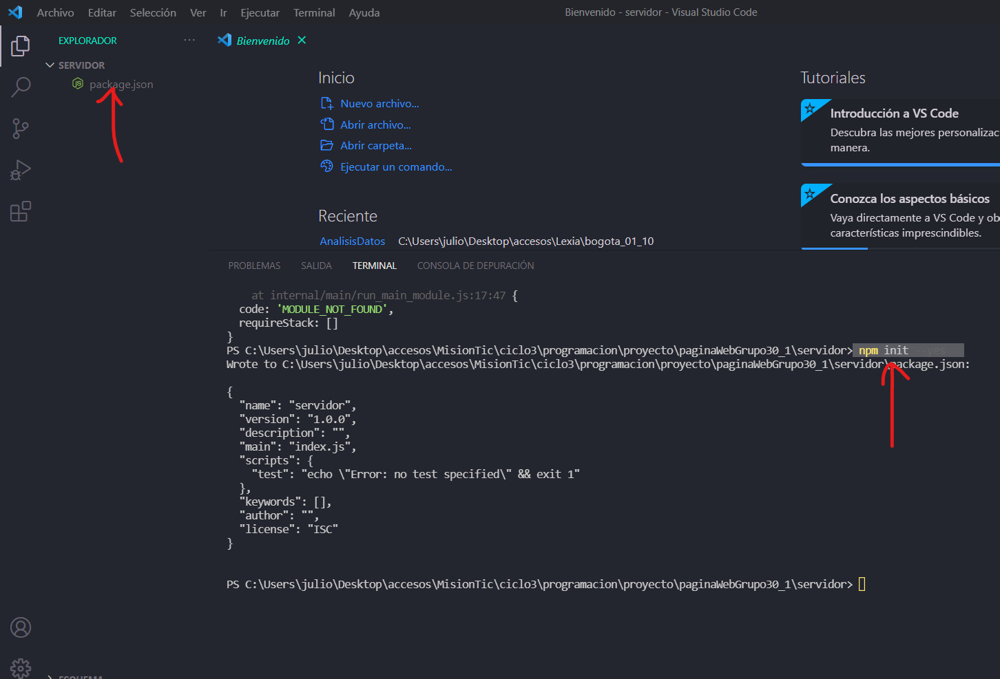 Archivo Editar Selección Ver Ir Ejecutar Terminal Ayuda
Bienvenido - servidor - Visual Studio Code
EXPLORADOR ···
Bienvenido
SERVIDOR
package.json
Inicio
Nuevo archivo...
Abrir archivo...
Abrir carpeta...
Ejecutar un comando...
Reciente
AnalisisDatos C:\Users\julio\Desktop\accesos\Lexia\bogota_01_10
Tutoriales
Introducción a VS Code
Descubra las mejores personalizac
manera.
Conozca los aspectos básicos
Vaya directamente a VS Code y ob
características imprescindibles.
PROBLEMAS SALIDA TERMINAL CONSOLA DE DEPURACIÓN
at internal/main/run_main_module.js:17:47 {
code: 'MODULE_NOT_FOUND',
requireStack: []
}
PS C:\Users\julio\Desktop\accesos\MisionTic\ciclo3\programacion\proyecto\paginaWebGrupo30_1\servidor> npm init --yes
Wrote to C:\Users\julio\Desktop\accesos\MisionTic\ciclo3\programacion\proyecto\paginaWebGrupo30_1\servidor\package.json:
{
"name": "servidor",
"version": "1.0.0",
"description": "",
"main": "index.js",
"scripts": {
"test": "echo \"Error: no test specified\" && exit 1"
},
"keywords": [],
"author": "",
"license": "ISC"
}
PS C:\Users\julio\Desktop\accesos\MisionTic\ciclo3\programacion\proyecto\paginaWebGrupo30_1\servidor>
ESQUEMA